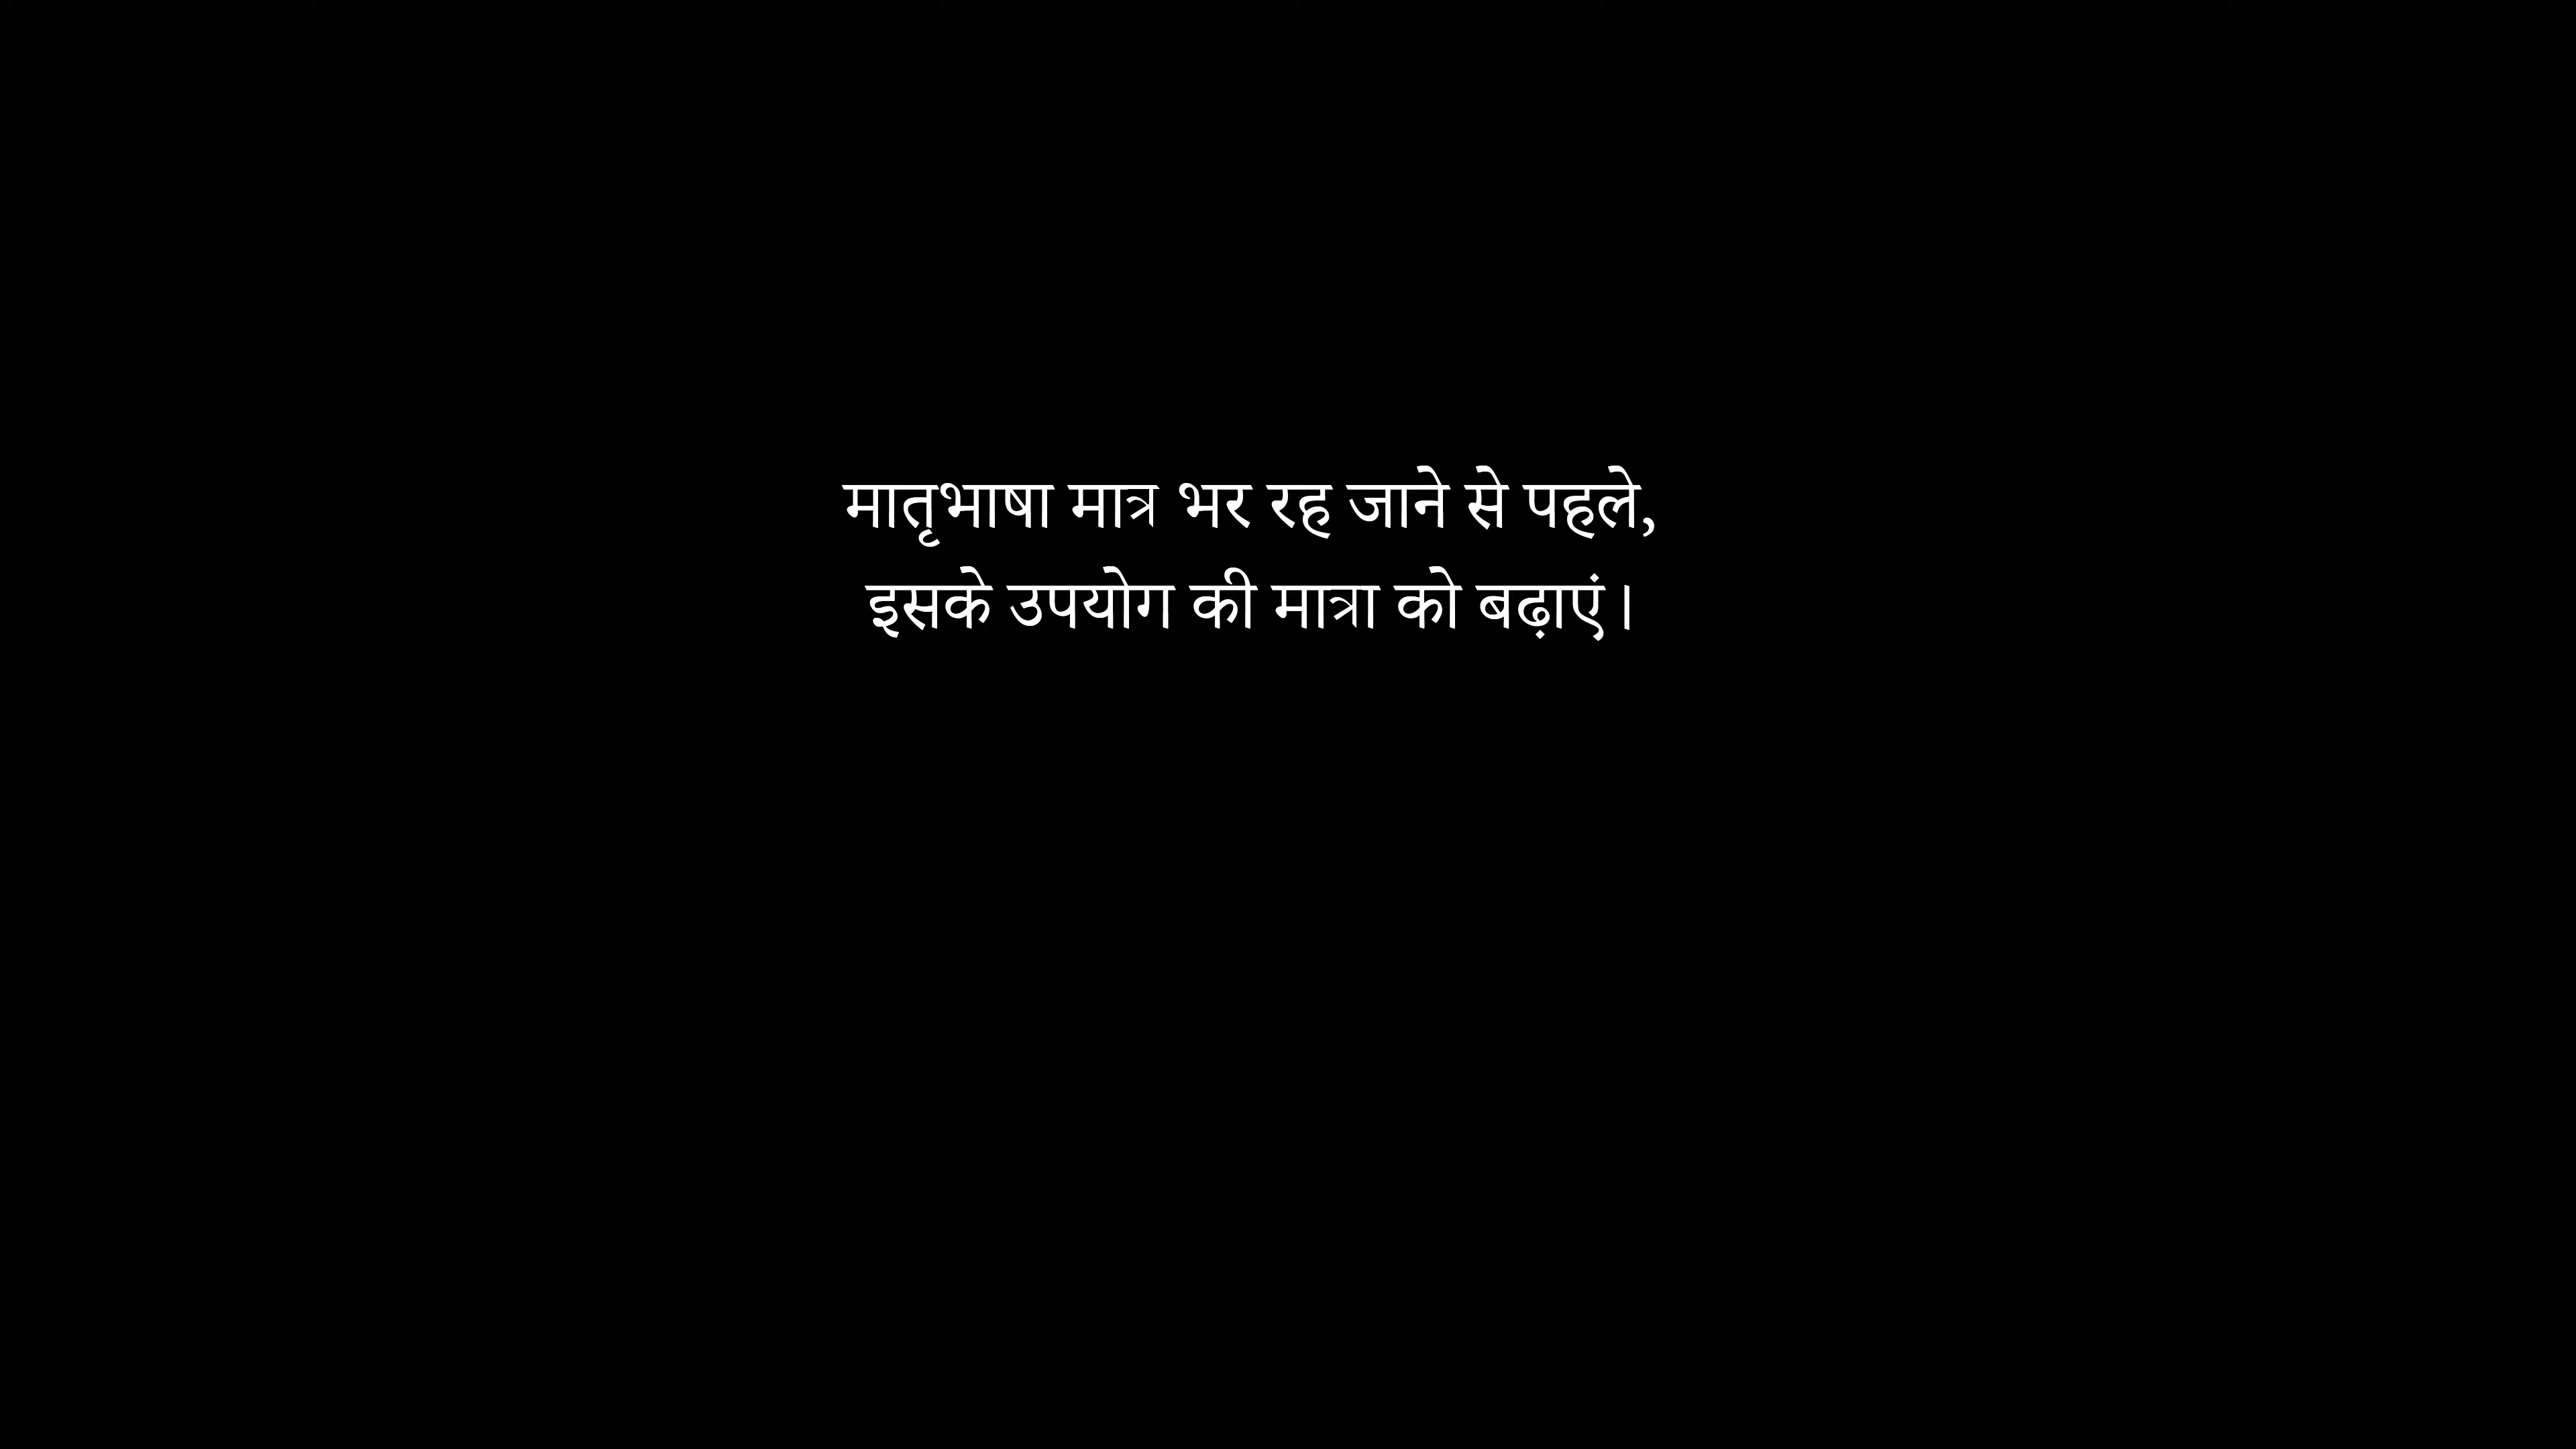 मातृभाषा मात्र भर रह जाने से पहले,
इसके उपयोग की मात्रा को बढ़ाएं।